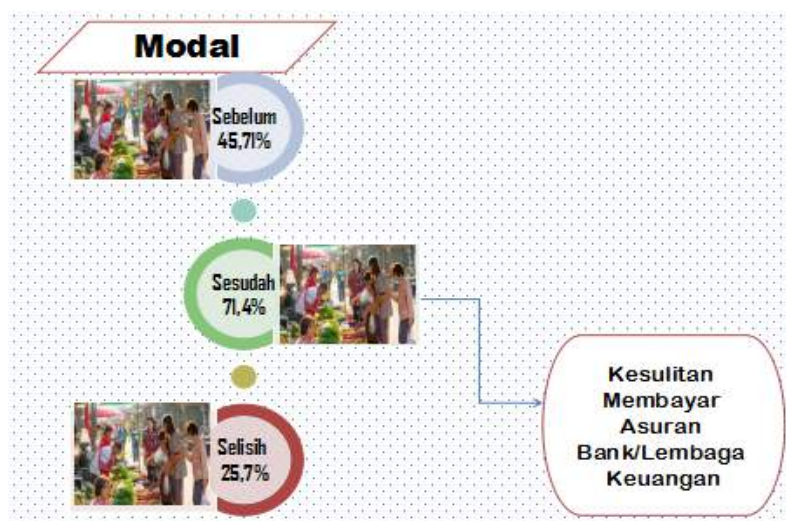 Modal
Sebelum
45,71%
Sesudah
71,4%
Selisih
25,7%
Kesulitan
Membayar
Asuran
Bank/Lembaga
Keuangan